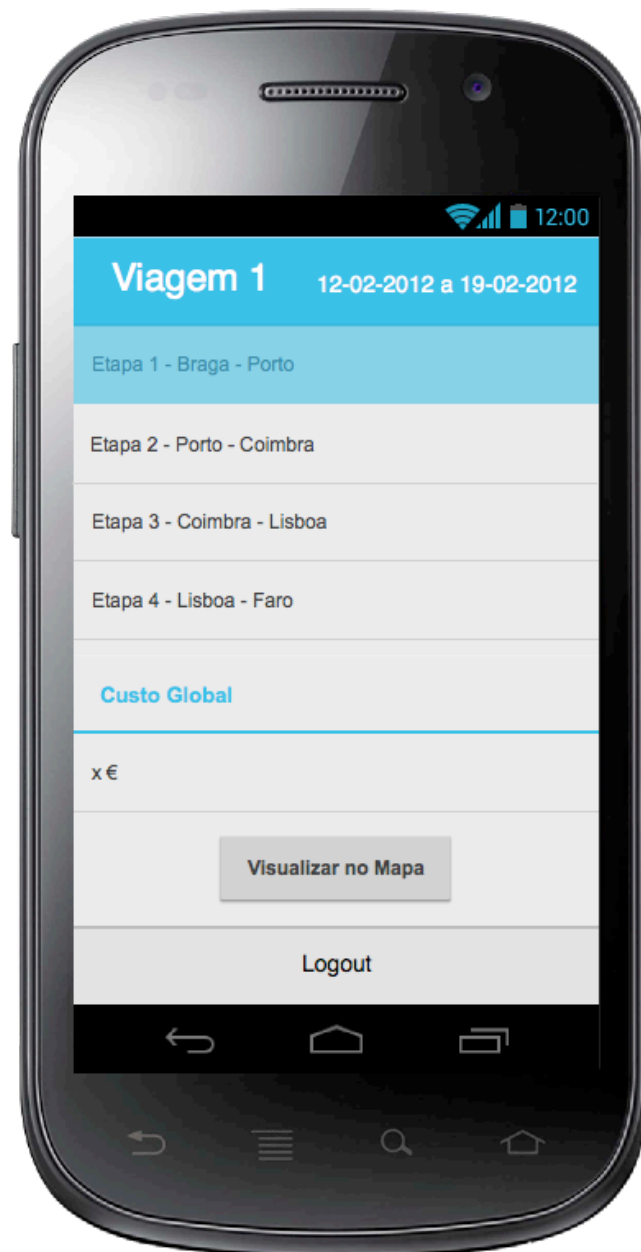 12:00
Viagem 1 12-02-2012 a 19-02-2012
Etapa 1 - Braga - Porto
Etapa 2 - Porto - Coimbra
Etapa 3 - Coimbra - Lisboa
Etapa 4 - Lisboa - Faro
Custo Global
x €
Visualizar no Mapa
Logout